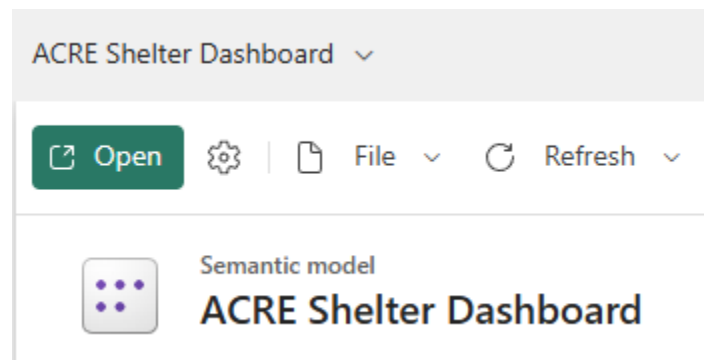 ACRE Shelter Dashboard
Open File Refresh
Semantic model
ACRE Shelter Dashboard